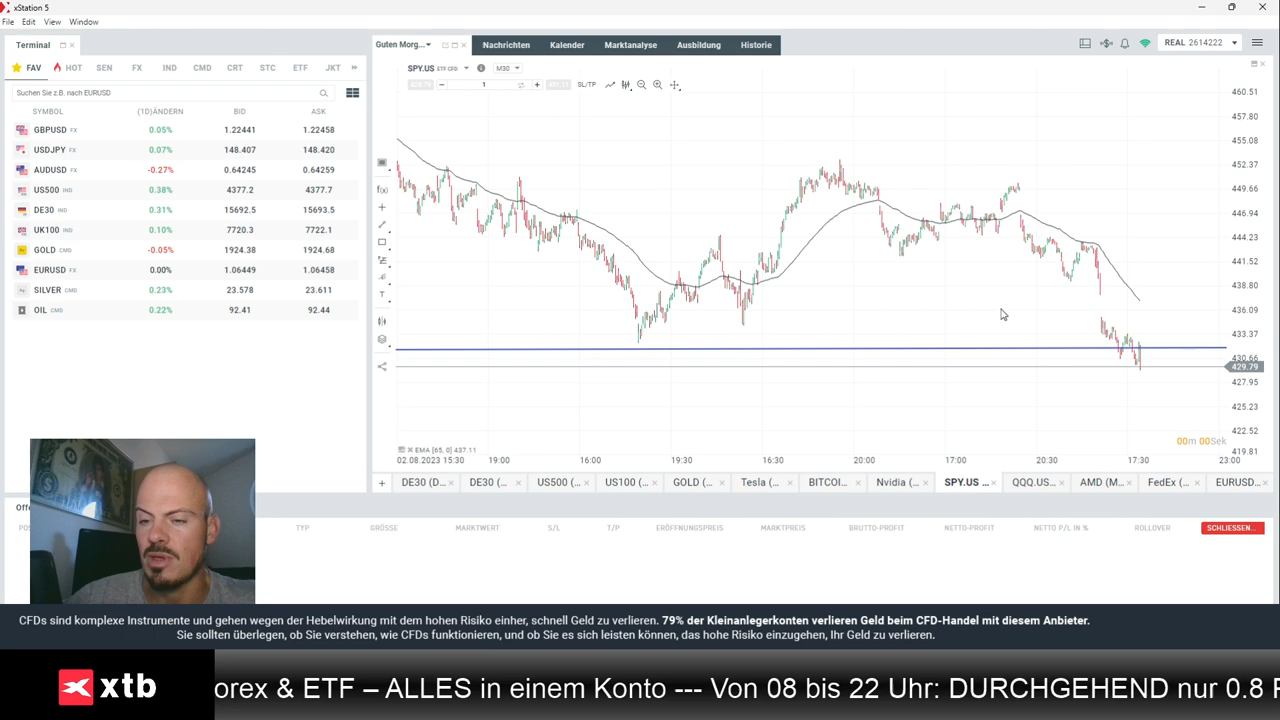 xStation 5
File Edit View Window
Terminal
FAV HOT SEN FX IND CMD CRT STC ETF JKT
Suchen Sie z.B. nach EURUSD
SYMBOL (1D)ÄNDERN BID ASK
GBPUSD FX 0.05% 1.22441 1.22458
USDJPY FX 0.07% 148.407 148.420
AUDUSD FX -0.27% 0.64245 0.64259
US500 IND 0.38% 4377.2 4377.7
DE30 IND 0.31% 15692.5 15693.5
UK100 IND 0.10% 7720.3 7722.1
GOLD CMD -0.05% 1924.38 1924.68
EURUSD FX 0.00% 1.06449 1.06458
SILVER CMD 0.23% 23.578 23.611
OIL CMD 0.22% 92.41 92.44
Guten Morg... Nachrichten Kalender Marktanalyse Ausbildung Historie
REAL 2614222
SPY.US ETF CFD M30
1 SL/TP
f(x)
T
460.51
457.80
455.08
452.37
449.66
446.94
444.23
441.52
438.80
436.09
433.37
430.66
429.79
427.95
425.23
422.52
419.81
00m 00Sek
EMA [65, 0] 437.11
02.08.2023 15:30 19:00 16:00 19:30 16:30 20:00 17:00 20:30 17:30 23:00
DE30 (D... DE30 (... US500 (... US100 (... GOLD (... Tesla (... BITCOI... Nvidia (... SPY.US ... QQQ.US... AMD (M... FedEx (... EURUSD...
TYP GRÖSSE MARKTWERT S/L T/P ERÖFFNUNGSPREIS MARKTPREIS BRUTTO-PROFIT NETTO-PROFIT NETTO P/L IN % ROLLOVER SCHLIESSEN...
CFDs sind komplexe Instrumente und gehen wegen der Hebelwirkung mit dem hohen Risiko einher, schnell Geld zu verlieren. 79% der Kleinanlegerkonten verlieren Geld beim CFD-Handel mit diesem Anbieter.
Sie sollten überlegen, ob Sie verstehen, wie CFDs funktionieren, und ob Sie es sich leisten können, das hohe Risiko einzugehen, Ihr Geld zu verlieren.
xtb
orex & ETF – ALLES in einem Konto --- Von 08 bis 22 Uhr: DURCHGEHEND nur 0.8